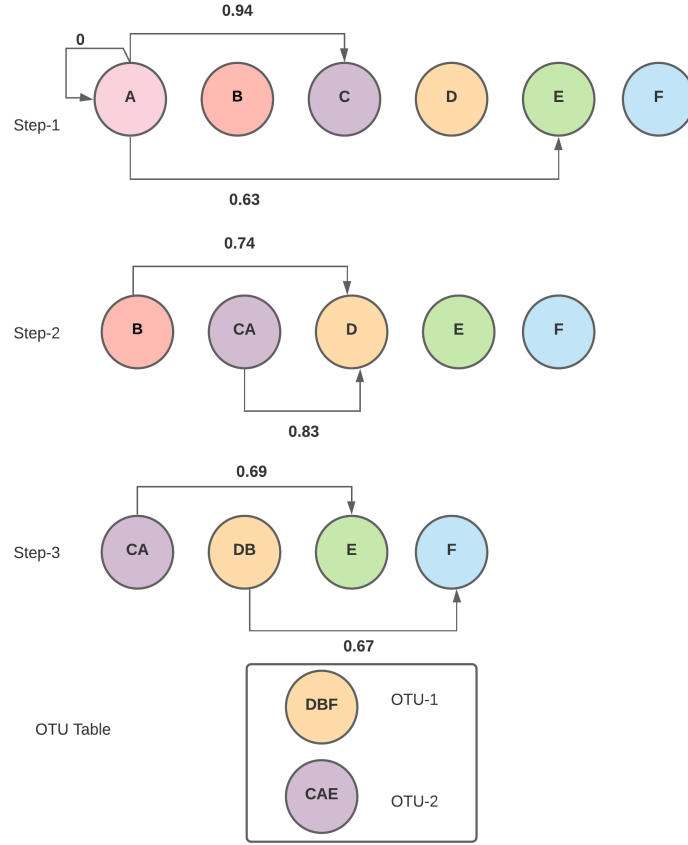 0.94
0
A B C D E F
Step-1
0.63
0.74
B CA D E F
Step-2
0.83
0.69
CA DB E F
Step-3
0.67
DBF OTU-1
OTU Table
CAE OTU-2